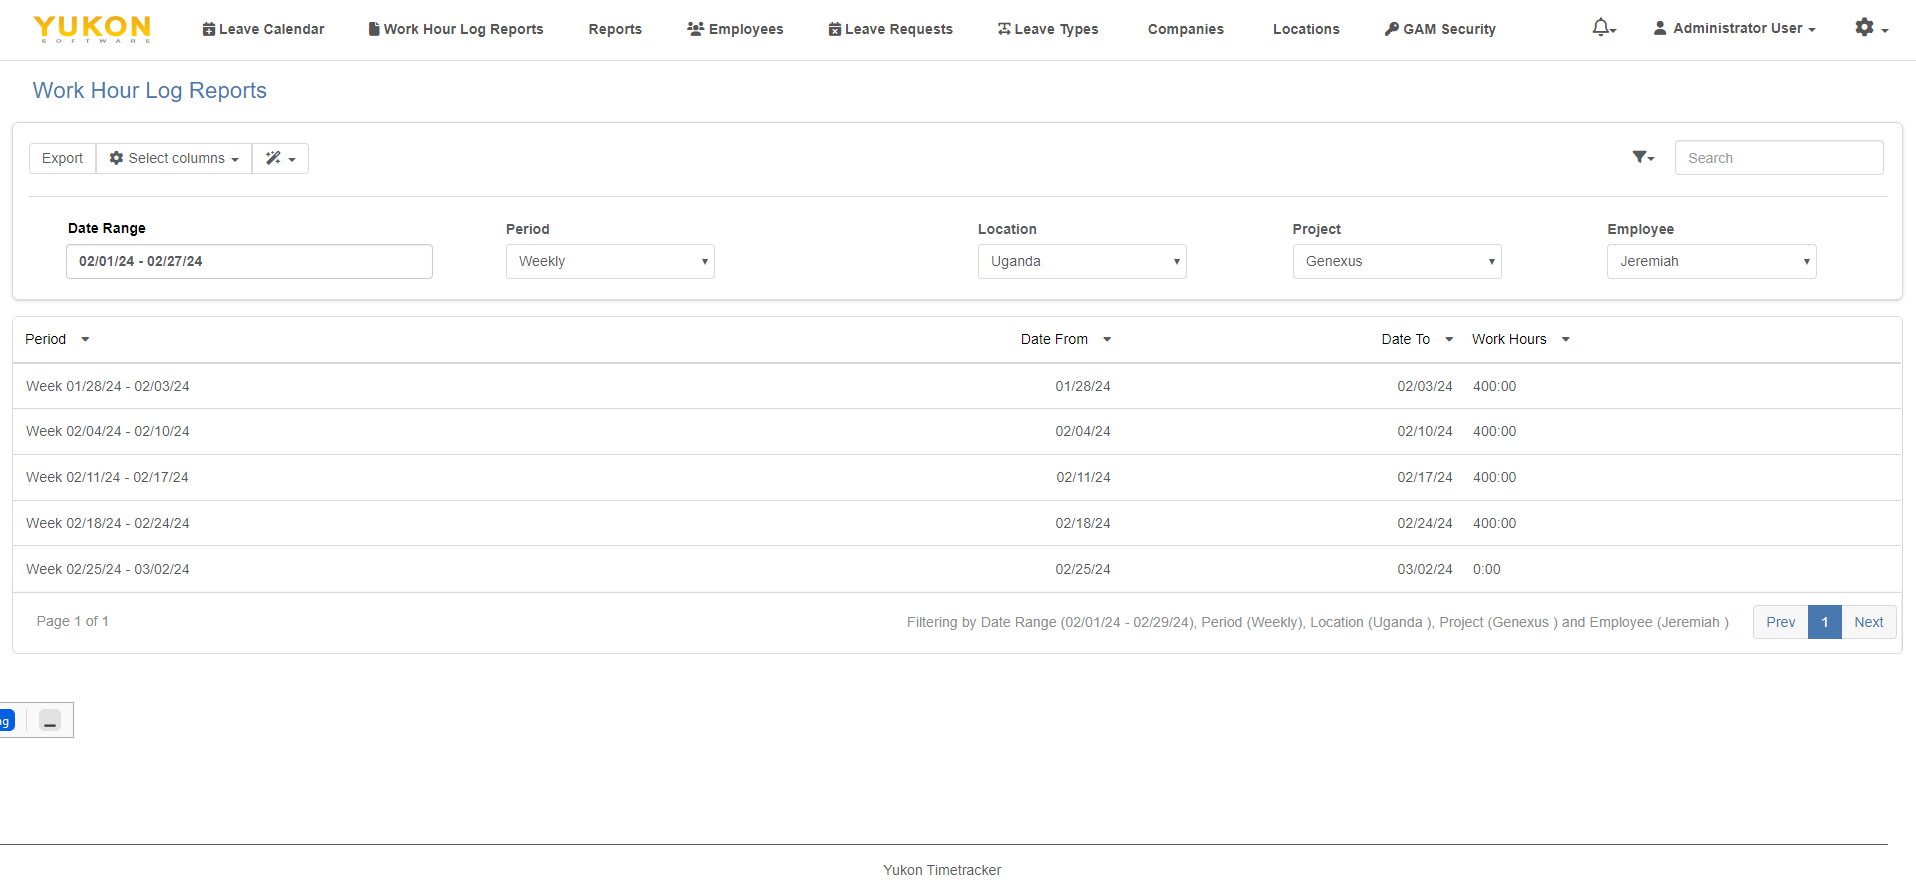 YUKON
SOFTWARE
Leave Calendar
Work Hour Log Reports
Reports
Employees
Leave Requests
Leave Types
Companies
Locations
GAM Security
Administrator User
Work Hour Log Reports
Export
Select columns
Search
Date Range
Period
Location
Project
Employee
02/01/24 - 02/27/24
Weekly
Uganda
Genexus
Jeremiah
Period
Date From
Date To
Work Hours
Week 01/28/24 - 02/03/24
01/28/24
02/03/24
400:00
Week 02/04/24 - 02/10/24
02/04/24
02/10/24
400:00
Week 02/11/24 - 02/17/24
02/11/24
02/17/24
400:00
Week 02/18/24 - 02/24/24
02/18/24
02/24/24
400:00
Week 02/25/24 - 03/02/24
02/25/24
03/02/24
0:00
Page 1 of 1
Filtering by Date Range (02/01/24 - 02/29/24), Period (Weekly), Location (Uganda ), Project (Genexus ) and Employee (Jeremiah )
Prev
1
Next
Yukon Timetracker